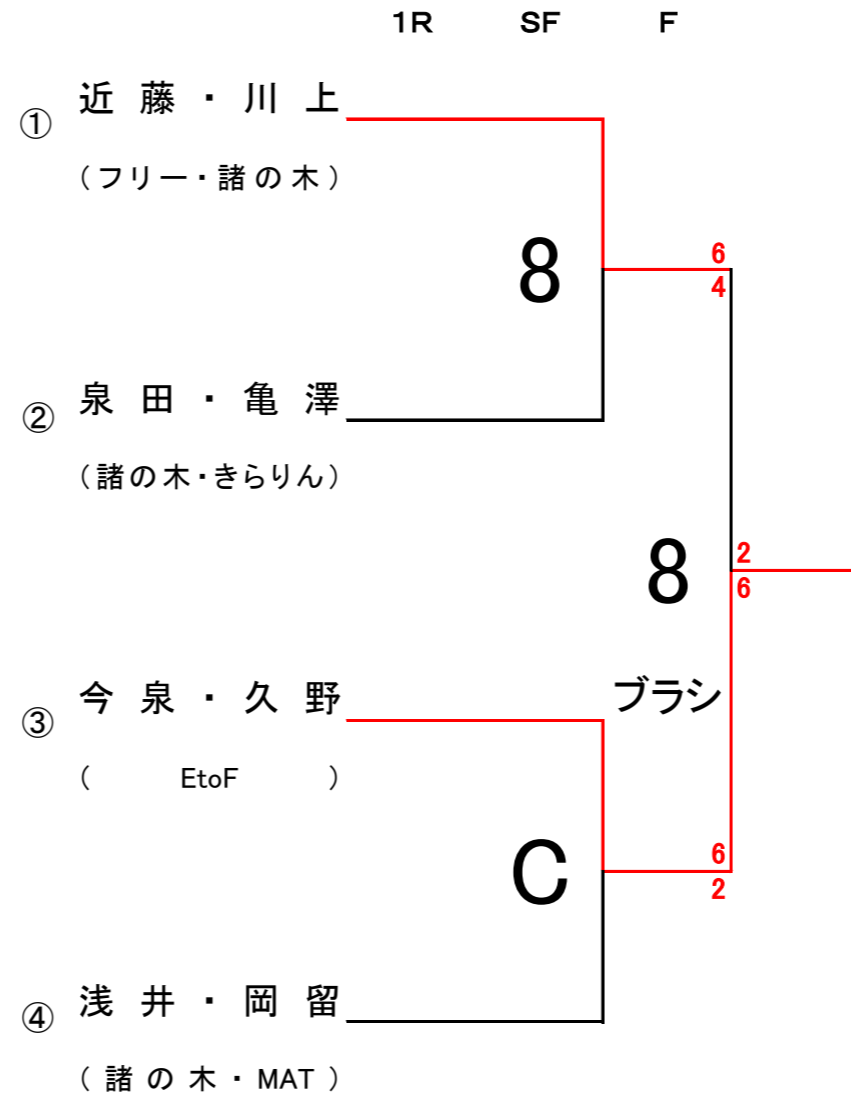 1R SF F
① 近藤・川上
(フリー・諸の木)
8
6
4
② 泉田・亀澤
(諸の木・きらりん)
8
2
6
③ 今泉・久野
ブラシ
( EtoF )
C
6
2
④ 浅井・岡留
(諸の木・MAT)